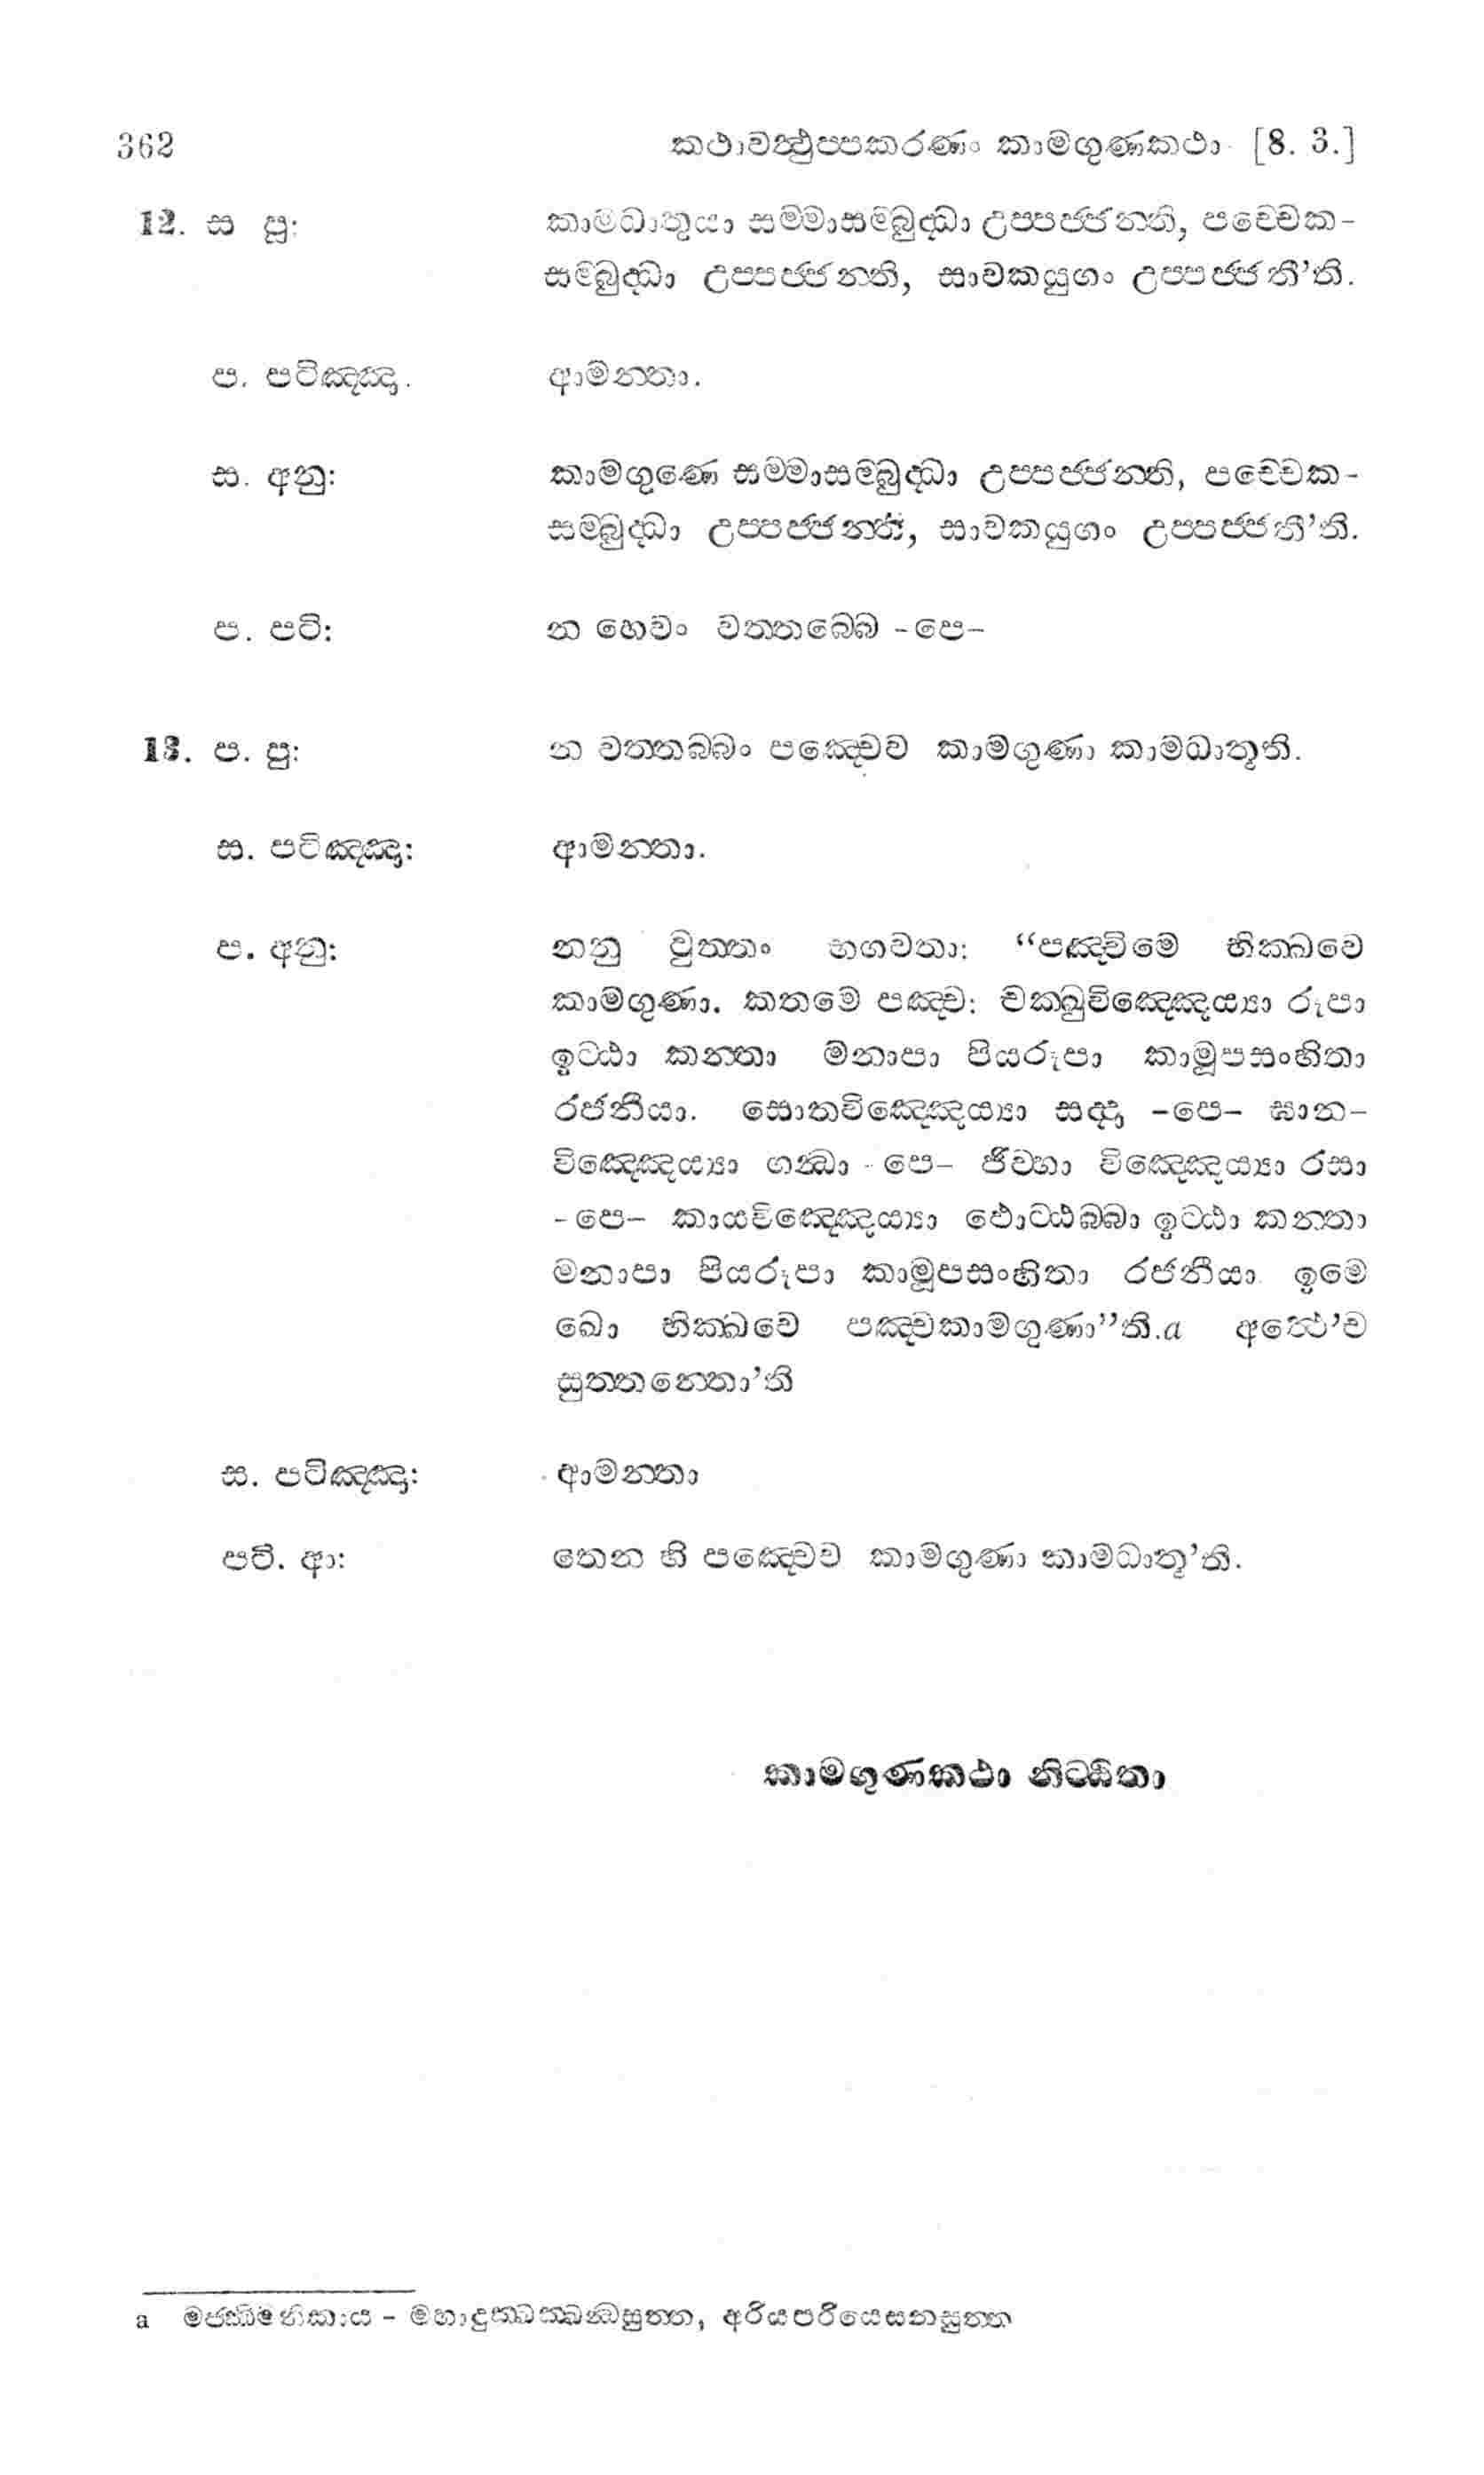 362 කථාවත්‍ථුප‍්පකරණං කාමගුණකථා [8. 3.]
12. ස පු: කාමධාතුයා සම‍්මාසම‍්බුද‍්ධා උප‍්පජ‍්ජන‍්ති, පච‍්චෙක-
සම‍්බුද‍්ධා උප‍්පජ‍්ජන‍්ති, සාවකයුගං උප‍්පජ‍්ජතී’ති.
ප. පටිඤ‍්ඤා. ආමන‍්තා.
ස. අනු: කාමගුණෙ සම‍්මාසම‍්බුද‍්ධා උප‍්පජ‍්ජන‍්ති, පච‍්චෙක-
සම‍්බුද‍්ධා උප‍්පජ‍්ජන‍්ති, සාවකයුගං උප‍්පජ‍්ජතී’ති.
ප. පටි: න හෙවං වත‍්තබ‍්බෙ -පෙ-
13. ප. පු: න වත‍්තබ‍්බං පඤ‍්චෙව කාමගුණා කාමධාතූති.
ස. පටිඤ‍්ඤා: ආමන‍්තා.
ප. අනු: නනු වුත‍්තං භගවතා: “පඤ‍්චිමෙ භික‍්ඛවෙ
කාමගුණා. කතමෙ පඤ‍්ච: චක‍්ඛුවිඤ‍්ඤෙය්‍යා රූපා
ඉට‍්ඨා කන‍්තා මනාපා පියරූපා කාමූපසංහිතා
රජනීයා. සොතවිඤ‍්ඤෙය්‍යා සද‍්දා -පෙ- ඝාන-
විඤ‍්ඤෙය්‍යා ගන්‍ධා - පෙ- ජිව‍්හා විඤ‍්ඤෙය්‍යා රසා
-පෙ- කායවිඤ‍්ඤෙය්‍යා ඵොට‍්ඨබ‍්බා ඉට‍්ඨා කන‍්තා
මනාපා පියරූපා කාමූපසංහිතා රජනීයා ඉමෙ
ඛො භික‍්ඛවෙ පඤ‍්චකාමගුණා”ති.a අත්‍ථෙ’ව
සුත‍්තන‍්තො’ති
ස. පටිඤ‍්ඤා: ආමන‍්තා
පටි. ආ: තෙන හි පඤ‍්චෙව කාමගුණා කාමධාතූ’ති.
කාමගුණකථා නිට‍්ඨිතා
a මජ‍්ඣිමනිකාය - මහාදුක‍්ඛක‍්ඛන්‍ධසුත‍්ත, අරියපරියෙසනසුත‍්ත